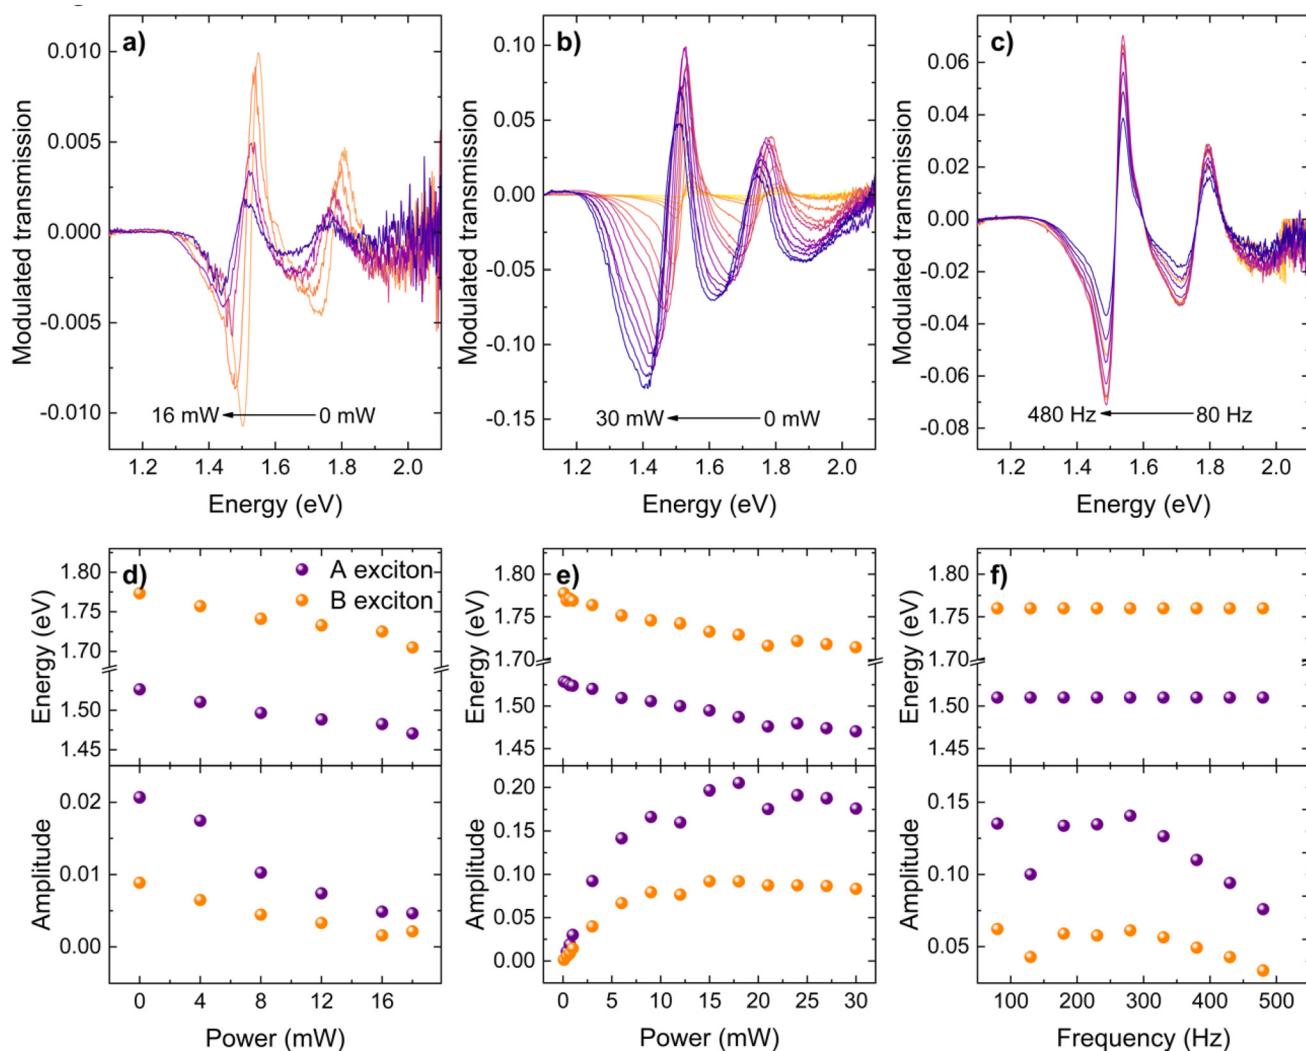 a)
0.010
0.005
0.000
-0.005
-0.010
Modulated transmission
16 mW
0 mW
1.2
1.4
1.6
1.8
2.0
Energy (eV)
b)
0.10
0.05
0.00
-0.05
-0.10
-0.15
Modulated transmission
30 mW
0 mW
1.2
1.4
1.6
1.8
2.0
Energy (eV)
c)
0.06
0.04
0.02
0.00
-0.02
-0.04
-0.06
-0.08
Modulated transmission
480 Hz
80 Hz
1.2
1.4
1.6
1.8
2.0
Energy (eV)
d)
A exciton
B exciton
1.80
1.75
1.70
1.50
1.45
Energy (eV)
0.02
0.01
0.00
Amplitude
0
4
8
12
16
Power (mW)
e)
1.80
1.75
1.70
1.50
1.45
Energy (eV)
0.20
0.15
0.10
0.05
0.00
Amplitude
0
5
10
15
20
25
30
Power (mW)
f)
1.80
1.75
1.70
1.50
1.45
Energy (eV)
0.15
0.10
0.05
Amplitude
100
200
300
400
500
Frequency (Hz)